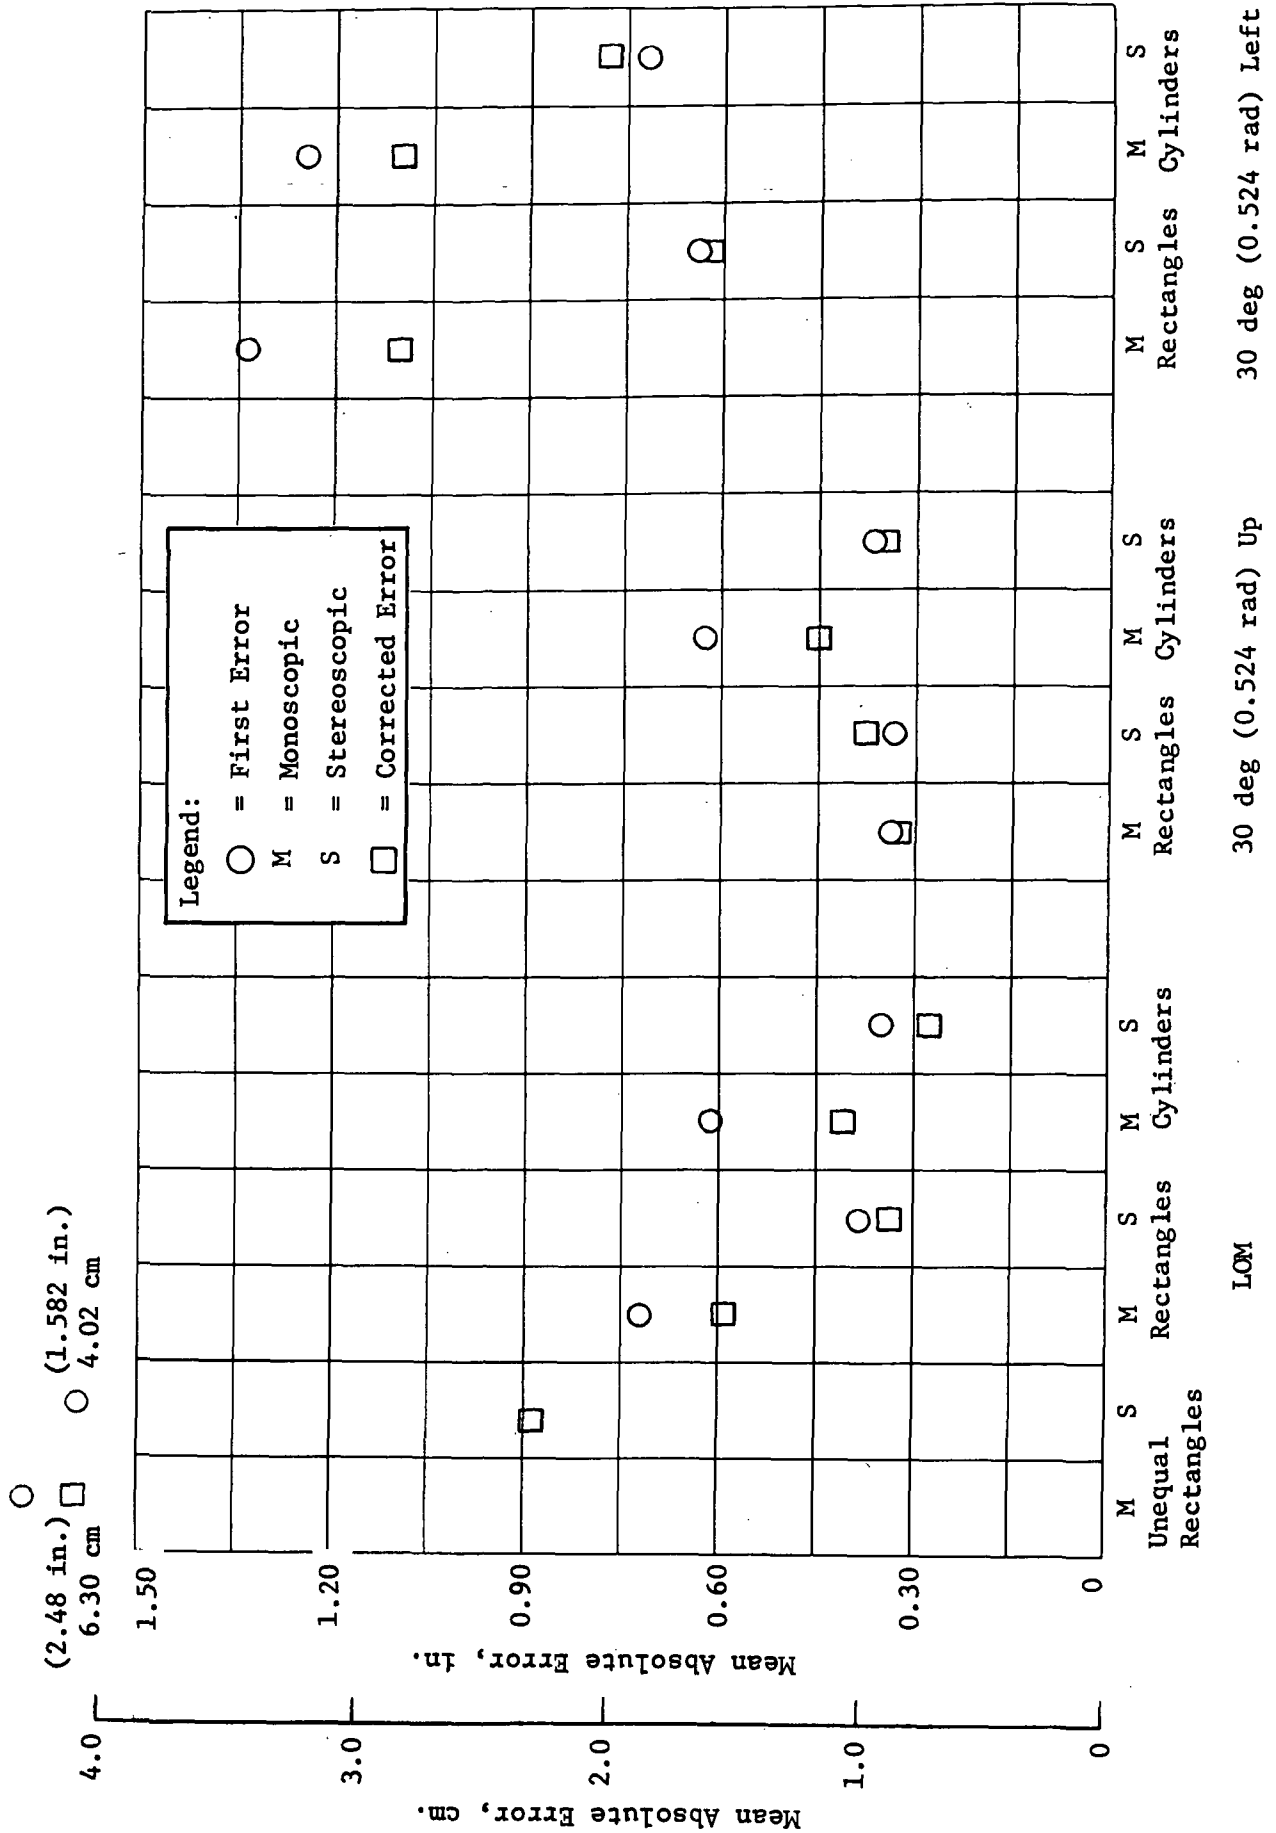 (2.48 in.)
6.30 cm
(1.582 in.)
4.02 cm
Legend:
= First Error
M = Monoscopic
S = Stereoscopic
= Corrected Error
Mean Absolute Error, cm.
4.0
3.0
2.0
1.0
0
Mean Absolute Error, in.
1.50
1.20
0.90
0.60
0.30
0
M S M S M S M S M S M S M S
Unequal
Rectangles Rectangles Cylinders Rectangles Cylinders Rectangles Cylinders
LOM 30 deg (0.524 rad) Up 30 deg (0.524 rad) Left